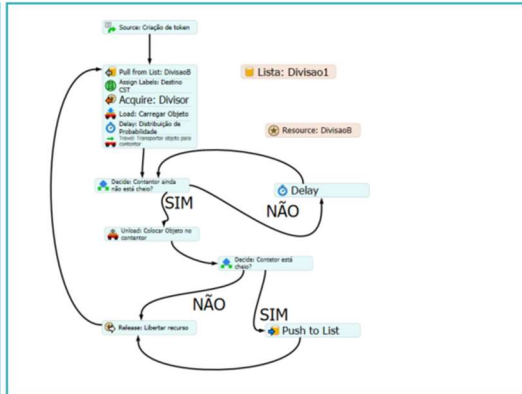 Source: Criação de token
Pull from List: DivisaoB
Assign Labels: Destino
CST
Acquire: Divisor
Load: Carregar Objeto
Delay: Distribuição de
Probabilidade
Travel: Transportar objeto para
contentor
Lista: Divisao1
Resource: DivisaoB
Decide: Contentor ainda
não está cheio?
Delay
SIM
NÃO
Unload: Colocar Objeto no
contentor
Decide: Contetor está
cheio?
NÃO
SIM
Release: Libertar recurso
Push to List